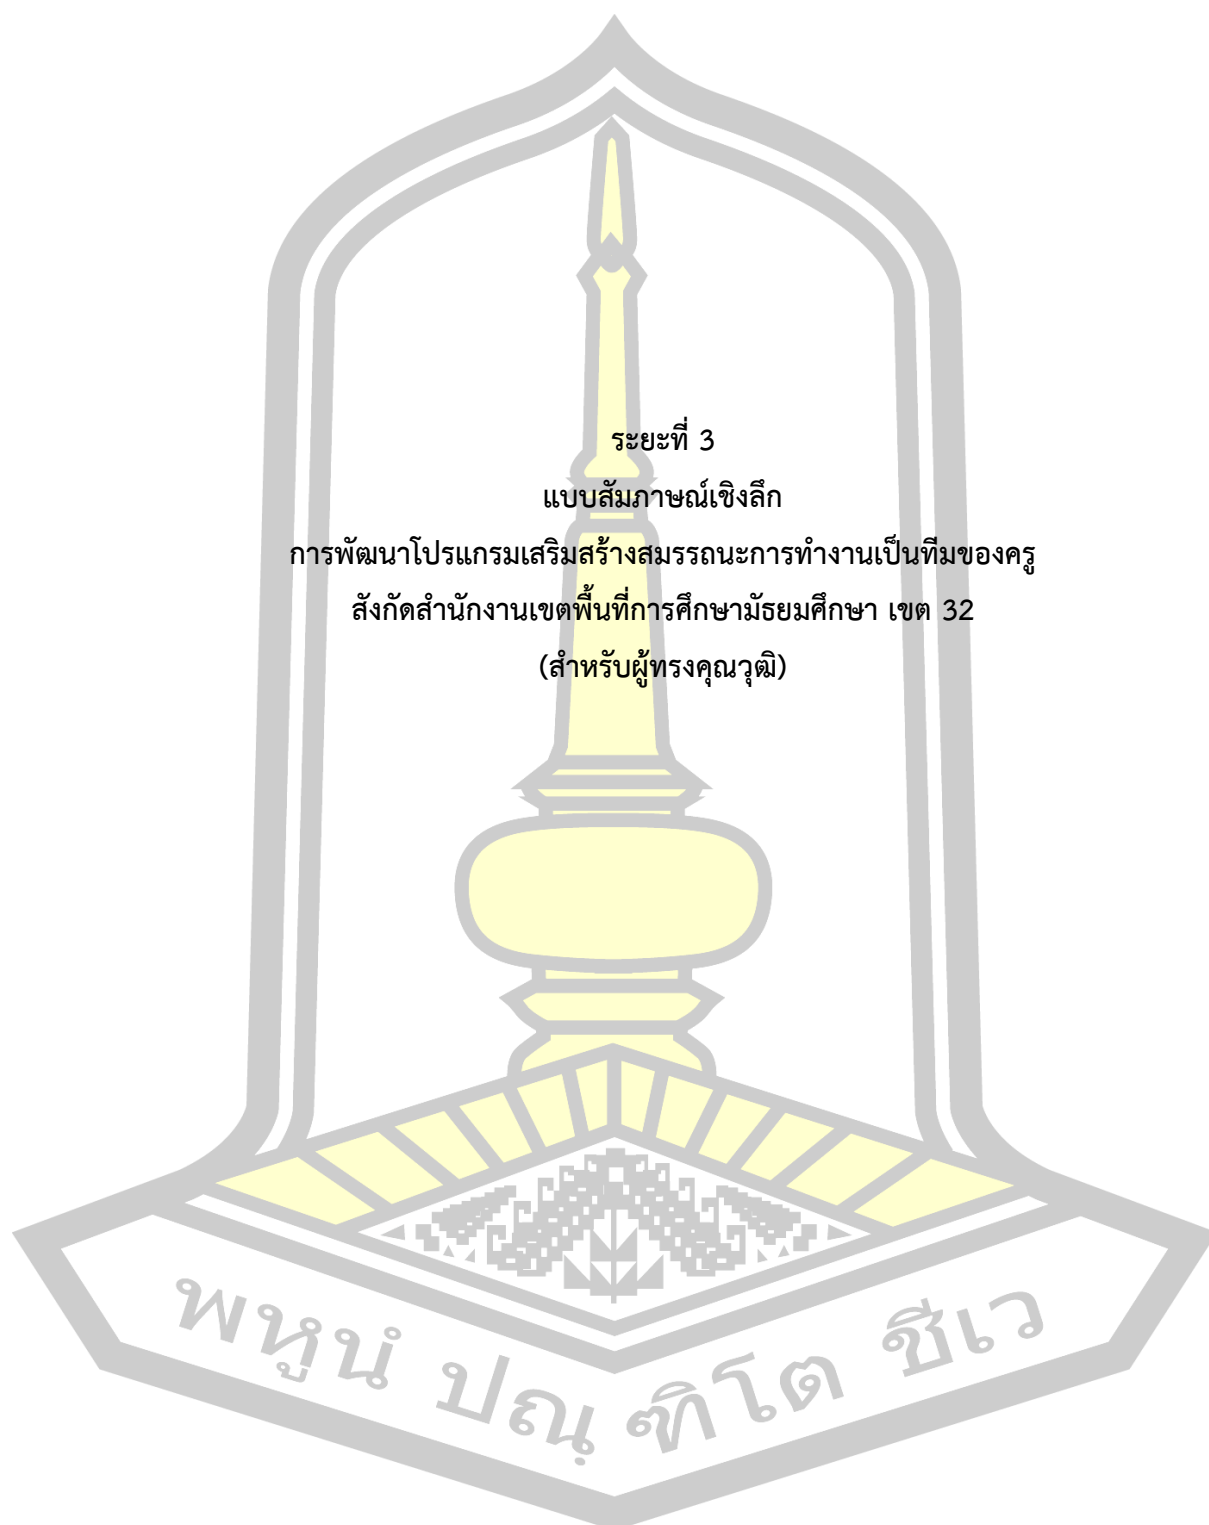 ระยะที่ 3
แบบสัมภาษณ์เชิงลึก
การพัฒนาโปรแกรมเสริมสร้างสมรรถนะการทำงานเป็นทีมของครู
สังกัดสำนักงานเขตพื้นที่การศึกษามัธยมศึกษา เขต 32
(สำหรับผู้ทรงคุณวุฒิ)
พหูนํ ปณฺฑิโต ชีเว